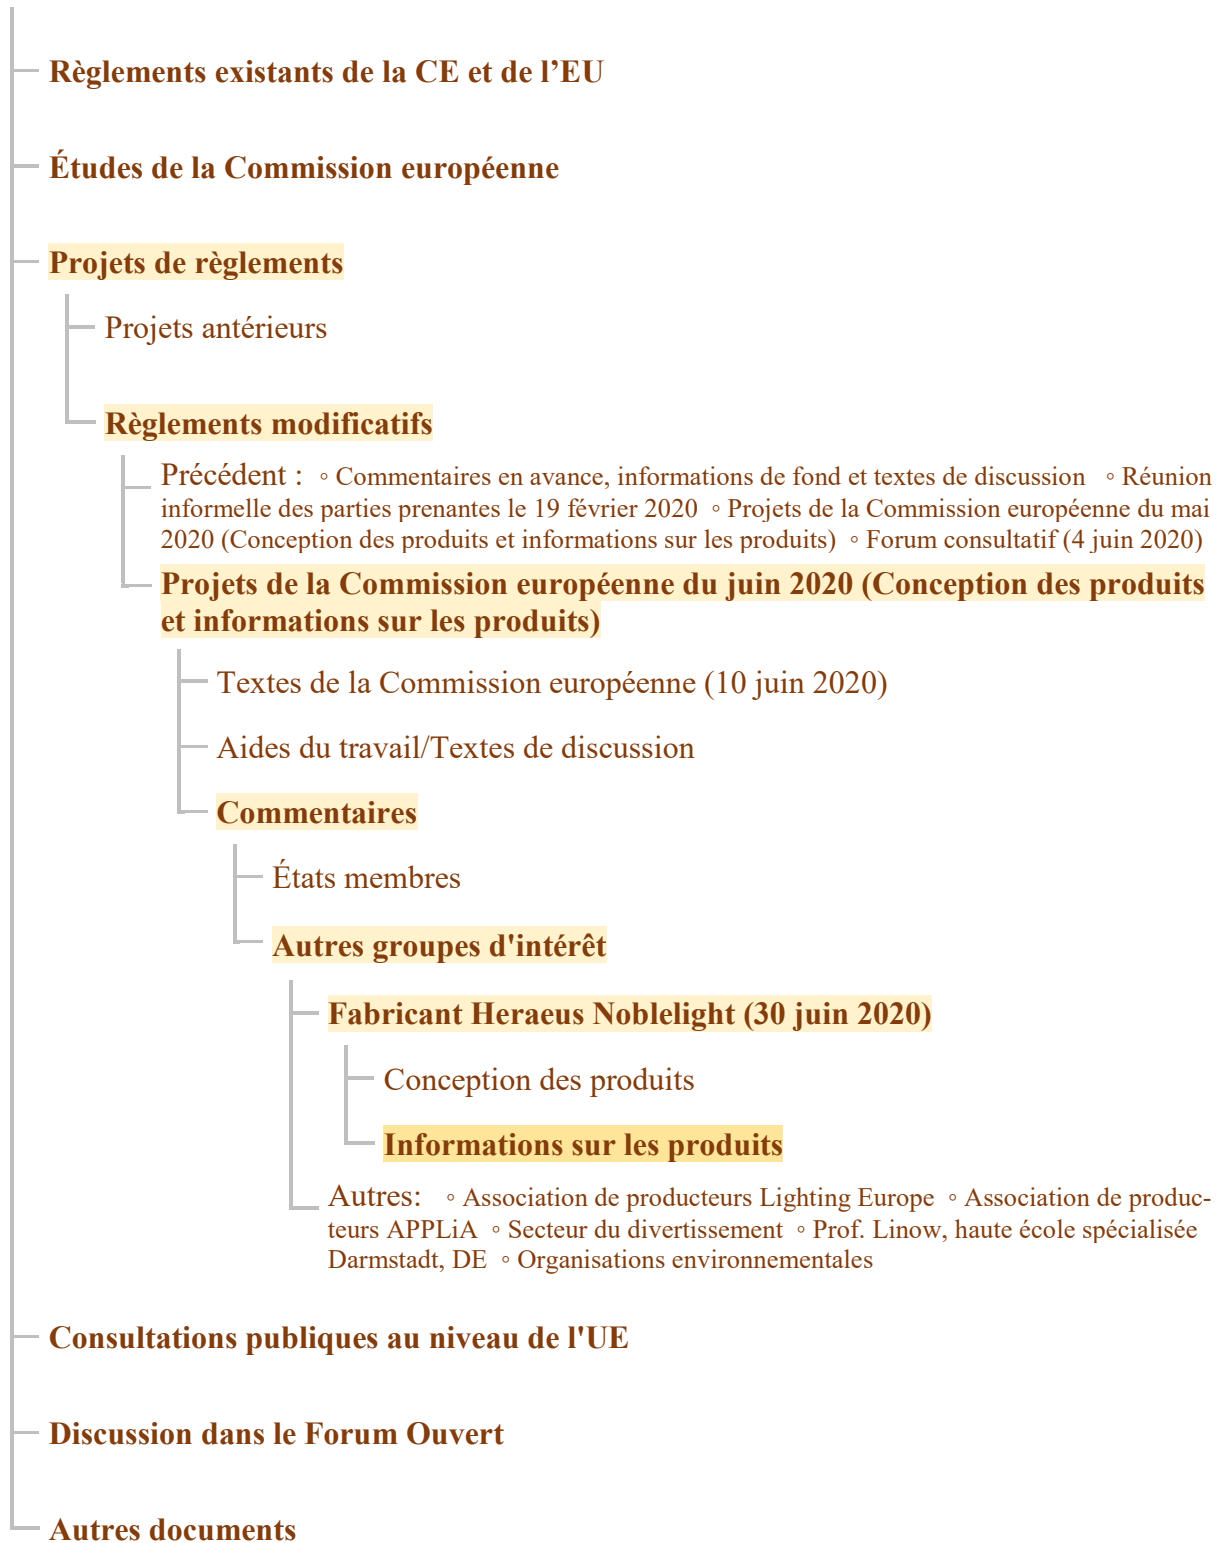 Règlements existants de la CE et de l’EU
Études de la Commission européenne
Projets de règlements
Projets antérieurs
Règlements modificatifs
Précédent : ◦ Commentaires en avance, informations de fond et textes de discussion ◦ Réunion
informelle des parties prenantes le 19 février 2020 ◦ Projets de la Commission européenne du mai
2020 (Conception des produits et informations sur les produits) ◦ Forum consultatif (4 juin 2020)
Projets de la Commission européenne du juin 2020 (Conception des produits
et informations sur les produits)
Textes de la Commission européenne (10 juin 2020)
Aides du travail/Textes de discussion
Commentaires
États membres
Autres groupes d'intérêt
Fabricant Heraeus Noblelight (30 juin 2020)
Conception des produits
Informations sur les produits
Autres: ◦ Association de producteurs Lighting Europe ◦ Association de produc-
teurs APPLiA ◦ Secteur du divertissement ◦ Prof. Linow, haute école spécialisée
Darmstadt, DE ◦ Organisations environnementales
Consultations publiques au niveau de l'UE
Discussion dans le Forum Ouvert
Autres documents